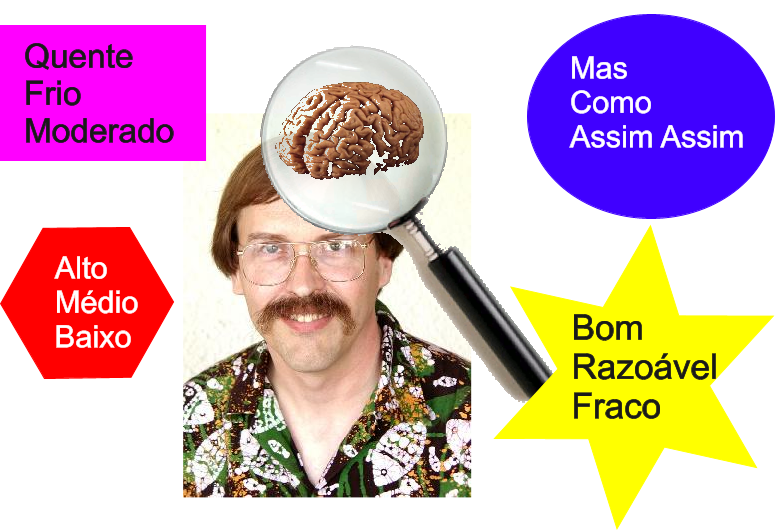 Quente
Frio
Moderado
Mas
Como
Assim Assim
Alto
Médio
Baixo
Bom
Razoável
Fraco